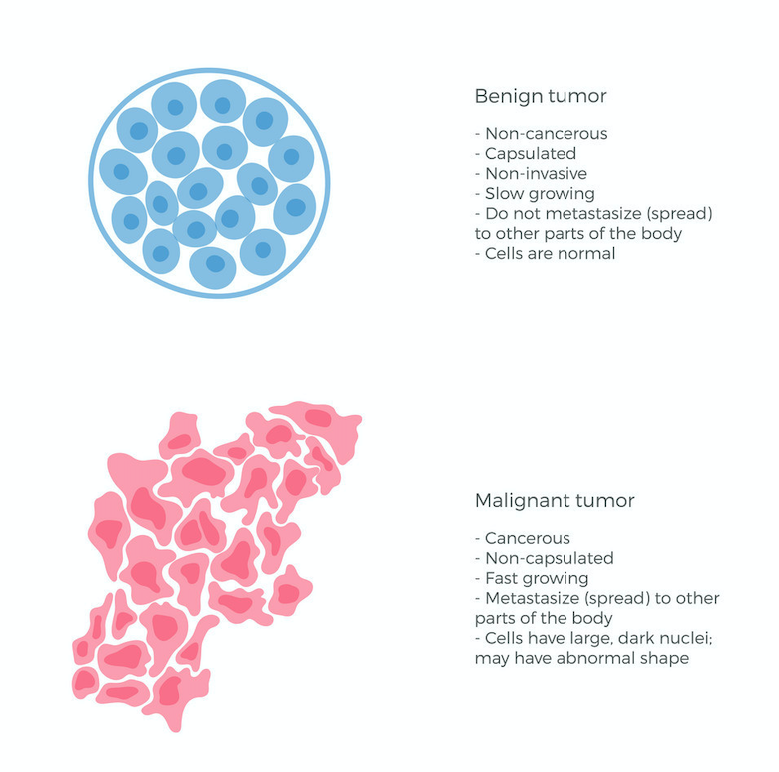 Benign tumor
- Non-cancerous
- Capsulated
- Non-invasive
- Slow growing
- Do not metastasize (spread)
to other parts of the body
- Cells are normal
Malignant tumor
- Cancerous
- Non-capsulated
- Fast growing
- Metastasize (spread) to other
parts of the body
- Cells have large, dark nuclei;
may have abnormal shape